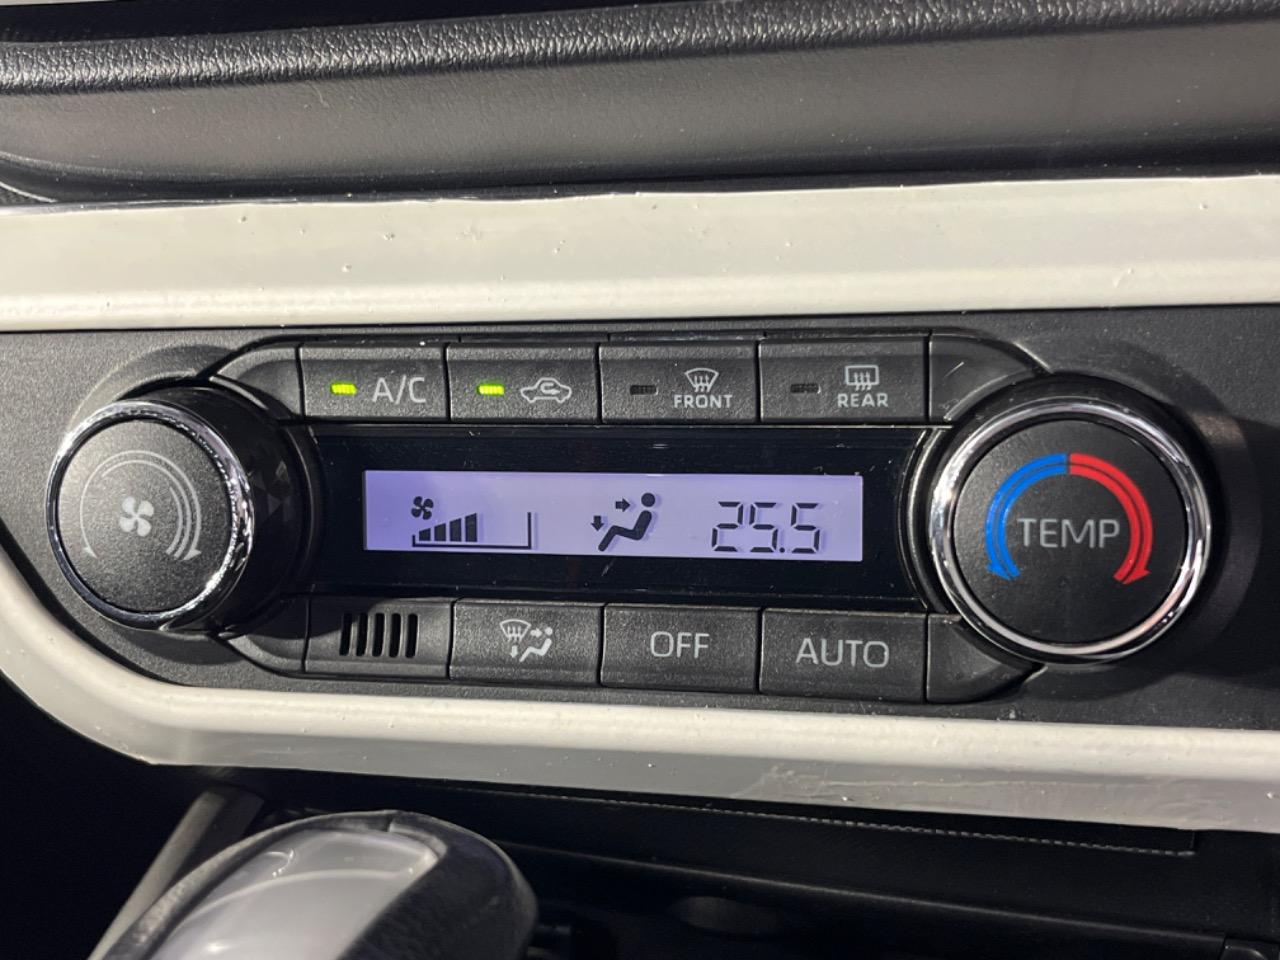 A/C
FRONT
REAR
25.5
TEMP
OFF
AUTO